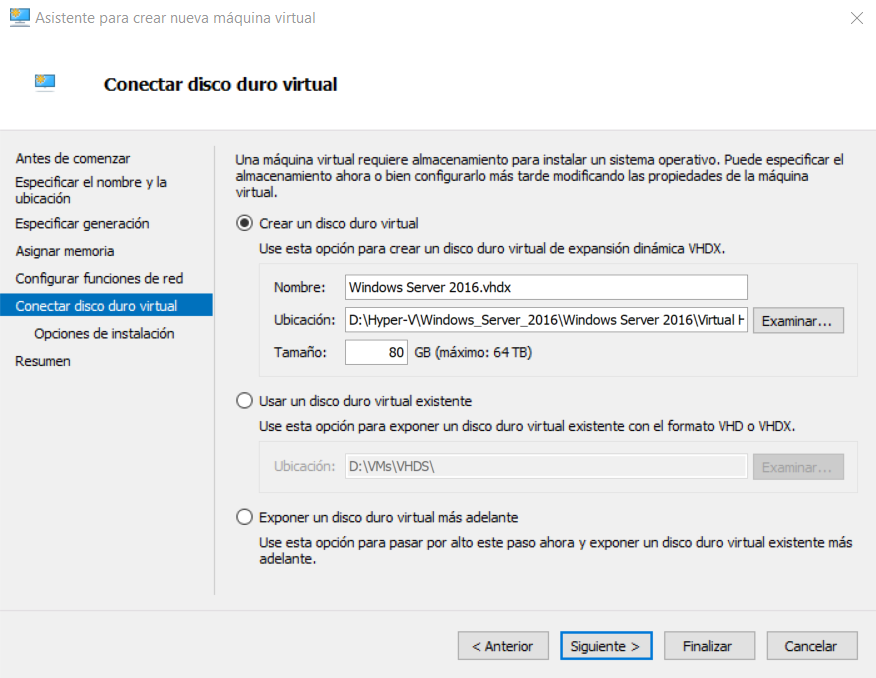 Asistente para crear nueva máquina virtual
Conectar disco duro virtual
Antes de comenzar
Especificar el nombre y la
ubicación
Especificar generación
Asignar memoria
Configurar funciones de red
Conectar disco duro virtual
Opciones de instalación
Resumen
Una máquina virtual requiere almacenamiento para instalar un sistema operativo. Puede especificar el
almacenamiento ahora o bien configurarlo más tarde modificando las propiedades de la máquina
virtual.
Crear un disco duro virtual
Use esta opción para crear un disco duro virtual de expansión dinámica VHDX.
Nombre: Windows Server 2016.vhdx
Ubicación: D:\Hyper-V\Windows_Server_2016\Windows Server 2016\Virtual H Examinar...
Tamaño: 80 GB (máximo: 64 TB)
Usar un disco duro virtual existente
Use esta opción para exponer un disco duro virtual existente con el formato VHD o VHDX.
Ubicación: D:\VMs\VHDS\ Examinar...
Exponer un disco duro virtual más adelante
Use esta opción para pasar por alto este paso ahora y exponer un disco duro virtual existente más
adelante.
< Anterior Siguiente > Finalizar Cancelar